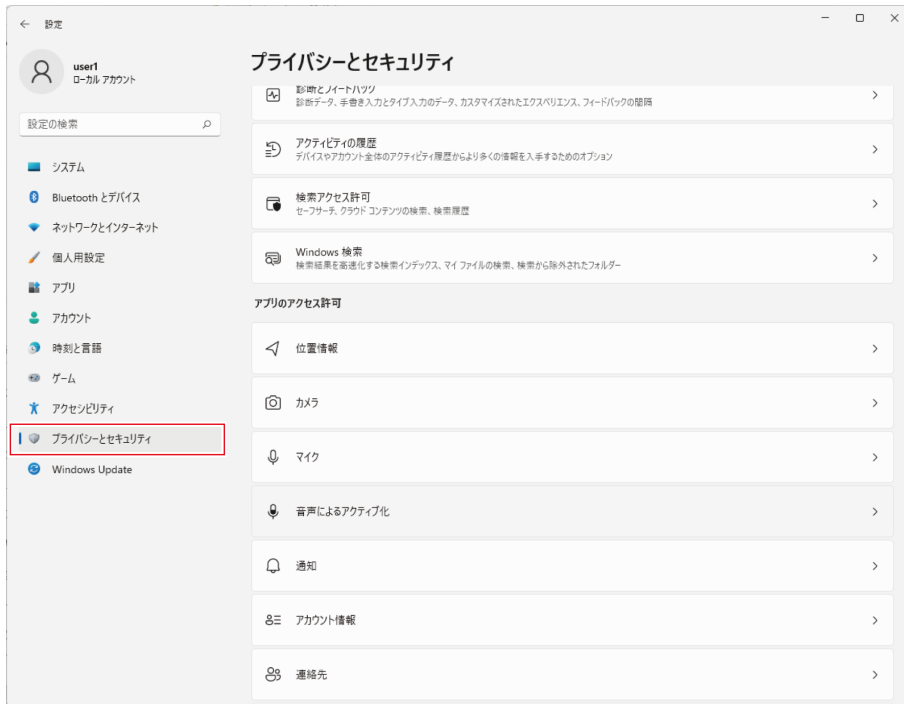 設定
user1
ローカル アカウント
設定の検索
システム
Bluetooth とデバイス
ネットワークとインターネット
個人用設定
アプリ
アカウント
時刻と言語
ゲーム
アクセシビリティ
プライバシーとセキュリティ
Windows Update
プライバシーとセキュリティ
診断とフィードバック
診断データ、手書き入力とタイプ入力のデータ、カスタマイズされたエクスペリエンス、フィードバックの間隔
アクティビティの履歴
デバイスやアカウント全体のアクティビティ履歴からより多くの情報を入手するためのオプション
検索アクセス許可
セーフサーチ、クラウド コンテンツの検索、検索履歴
Windows 検索
検索結果を高速化する検索インデックス、マイ ファイルの検索、検索から除外されたフォルダー
アプリのアクセス許可
位置情報
カメラ
マイク
音声によるアクティブ化
通知
アカウント情報
連絡先